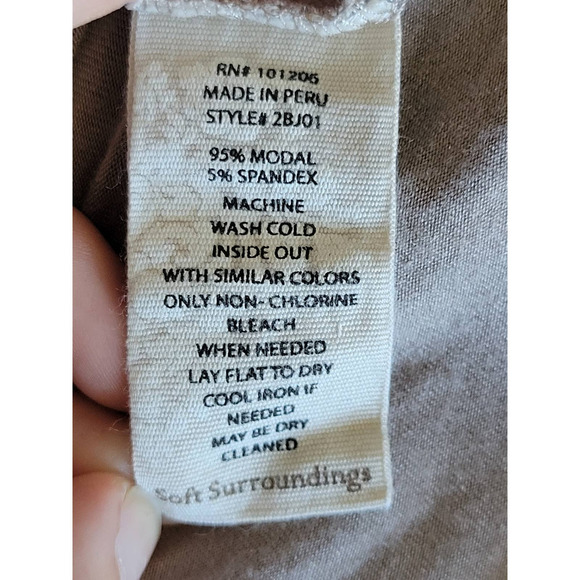 RN# 101206
MADE IN PERU
STYLE# 2BJ01
95% MODAL
5% SPANDEX
MACHINE
WASH COLD
INSIDE OUT
WITH SIMILAR COLORS
ONLY NON-CHLORINE
BLEACH
WHEN NEEDED
LAY FLAT TO DRY
COOL IRON IF
NEEDED
MAY BE DRY
CLEANED
Soft Surroundings